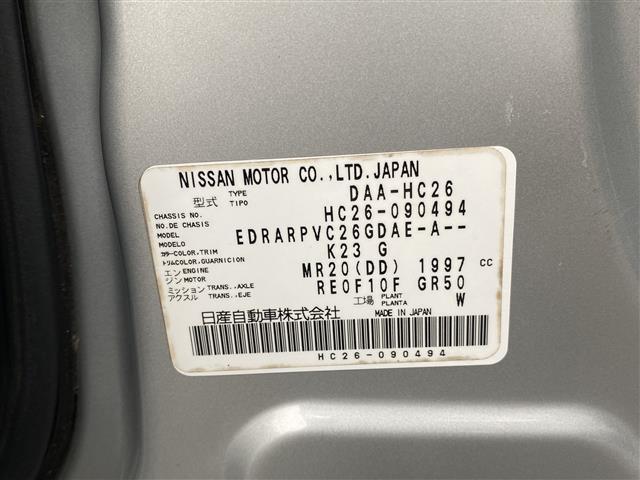 NISSAN MOTOR CO.,LTD.JAPAN
型式 TYPE TIPO DAA-HC26
CHASSIS NO. NO.DE CHASIS HC26-090494
MODEL MODELO EDRARPVC26GDAE-A--
カラー COLOR,TRIM トリム COLOR,GUARNICION K23 G
エンジン ENGINE MOTOR MR20(DD) 1997 cc
ミッション TRANS.,AXLE アクスル TRANS.,EJE RE0F10F GR50
工場 PLANT PLANTA W
日産自動車株式会社 MADE IN JAPAN
HC26-090494